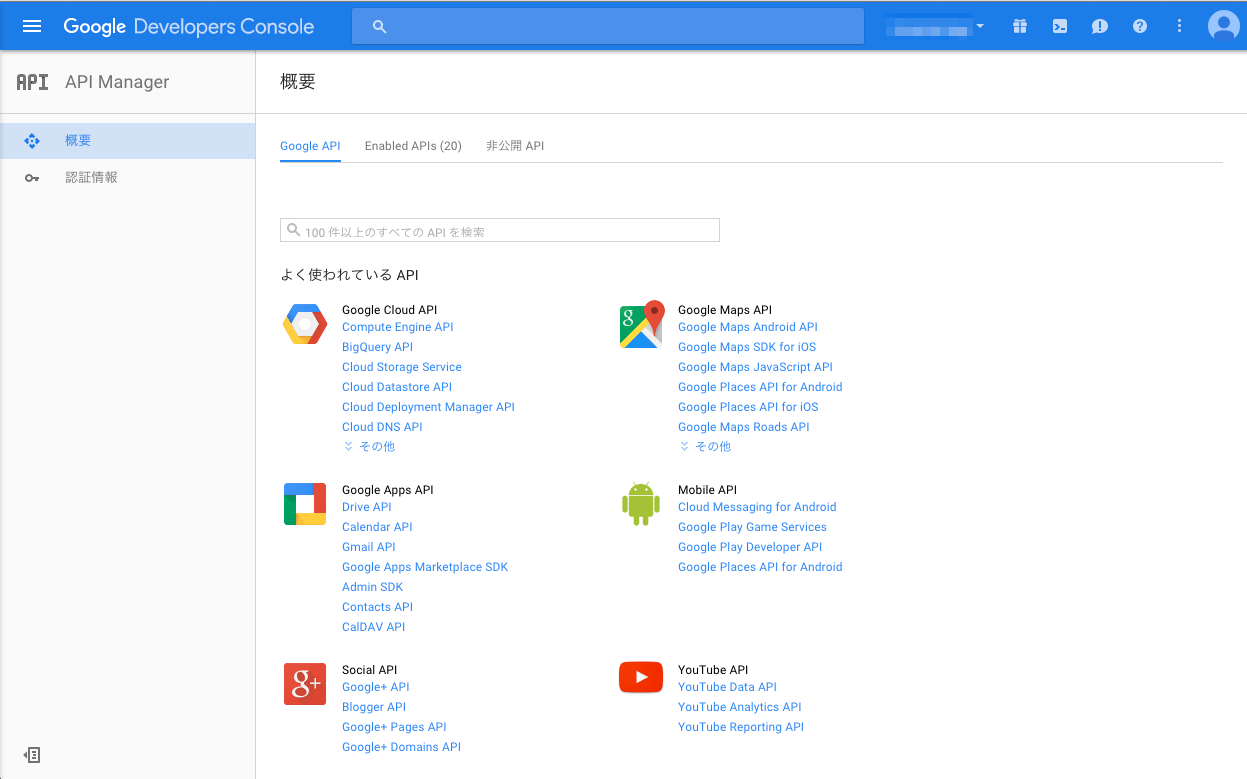 Google Developers Console
API API Manager
概要
概要
認証情報
Google API Enabled APIs (20) 非公開 API
100 件以上のすべての API を検索
よく使われている API
Google Cloud API
Compute Engine API
BigQuery API
Cloud Storage Service
Cloud Datastore API
Cloud Deployment Manager API
Cloud DNS API
その他
Google Maps API
Google Maps Android API
Google Maps SDK for iOS
Google Maps JavaScript API
Google Places API for Android
Google Places API for iOS
Google Maps Roads API
その他
Google Apps API
Drive API
Calendar API
Gmail API
Google Apps Marketplace SDK
Admin SDK
Contacts API
CalDAV API
Mobile API
Cloud Messaging for Android
Google Play Game Services
Google Play Developer API
Google Places API for Android
Social API
Google+ API
Blogger API
Google+ Pages API
Google+ Domains API
YouTube API
YouTube Data API
YouTube Analytics API
YouTube Reporting API